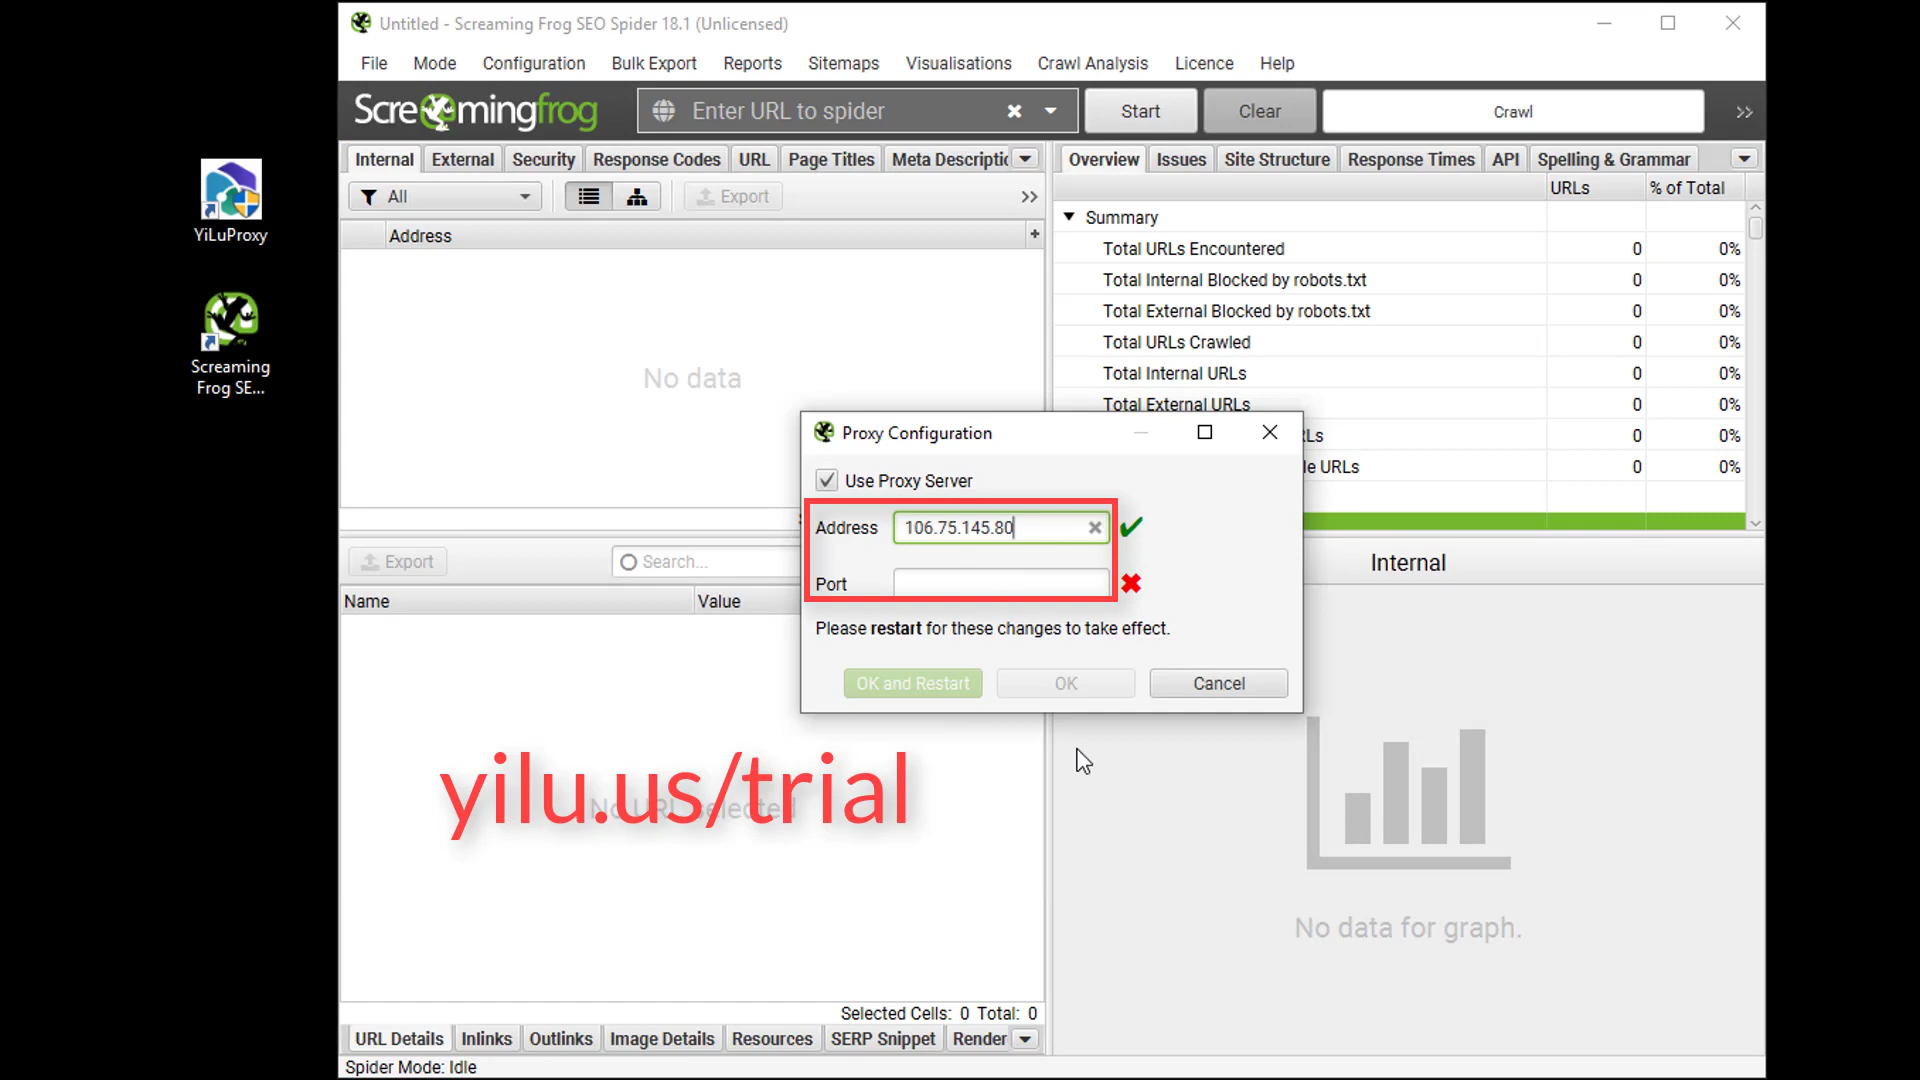 Untitled - Screaming Frog SEO Spider 18.1 (Unlicensed)
File Mode Configuration Bulk Export Reports Sitemaps Visualisations Crawl Analysis Licence Help
Screamingfrog Enter URL to spider Start Clear Crawl
Internal External Security Response Codes URL Page Titles Meta Descriptic
Overview Issues Site Structure Response Times API Spelling & Grammar
All Export
URLs % of Total
Address
Summary
Total URLs Encountered 0 0%
Total Internal Blocked by robots.txt 0 0%
Total External Blocked by robots.txt 0 0%
Total URLs Crawled 0 0%
Total Internal URLs 0 0%
Total External URLs 0 0%
0 0%
le URLs 0 0%
No data
YiLuProxy
Screaming
Frog SE...
Proxy Configuration
Use Proxy Server
Address 106.75.145.80
Port
Please restart for these changes to take effect.
OK and Restart OK Cancel
Export Search...
Name Value
Internal
No URL selected
yilu.us/trial
No data for graph.
Selected Cells: 0 Total: 0
URL Details Inlinks Outlinks Image Details Resources SERP Snippet Render
Spider Mode: Idle